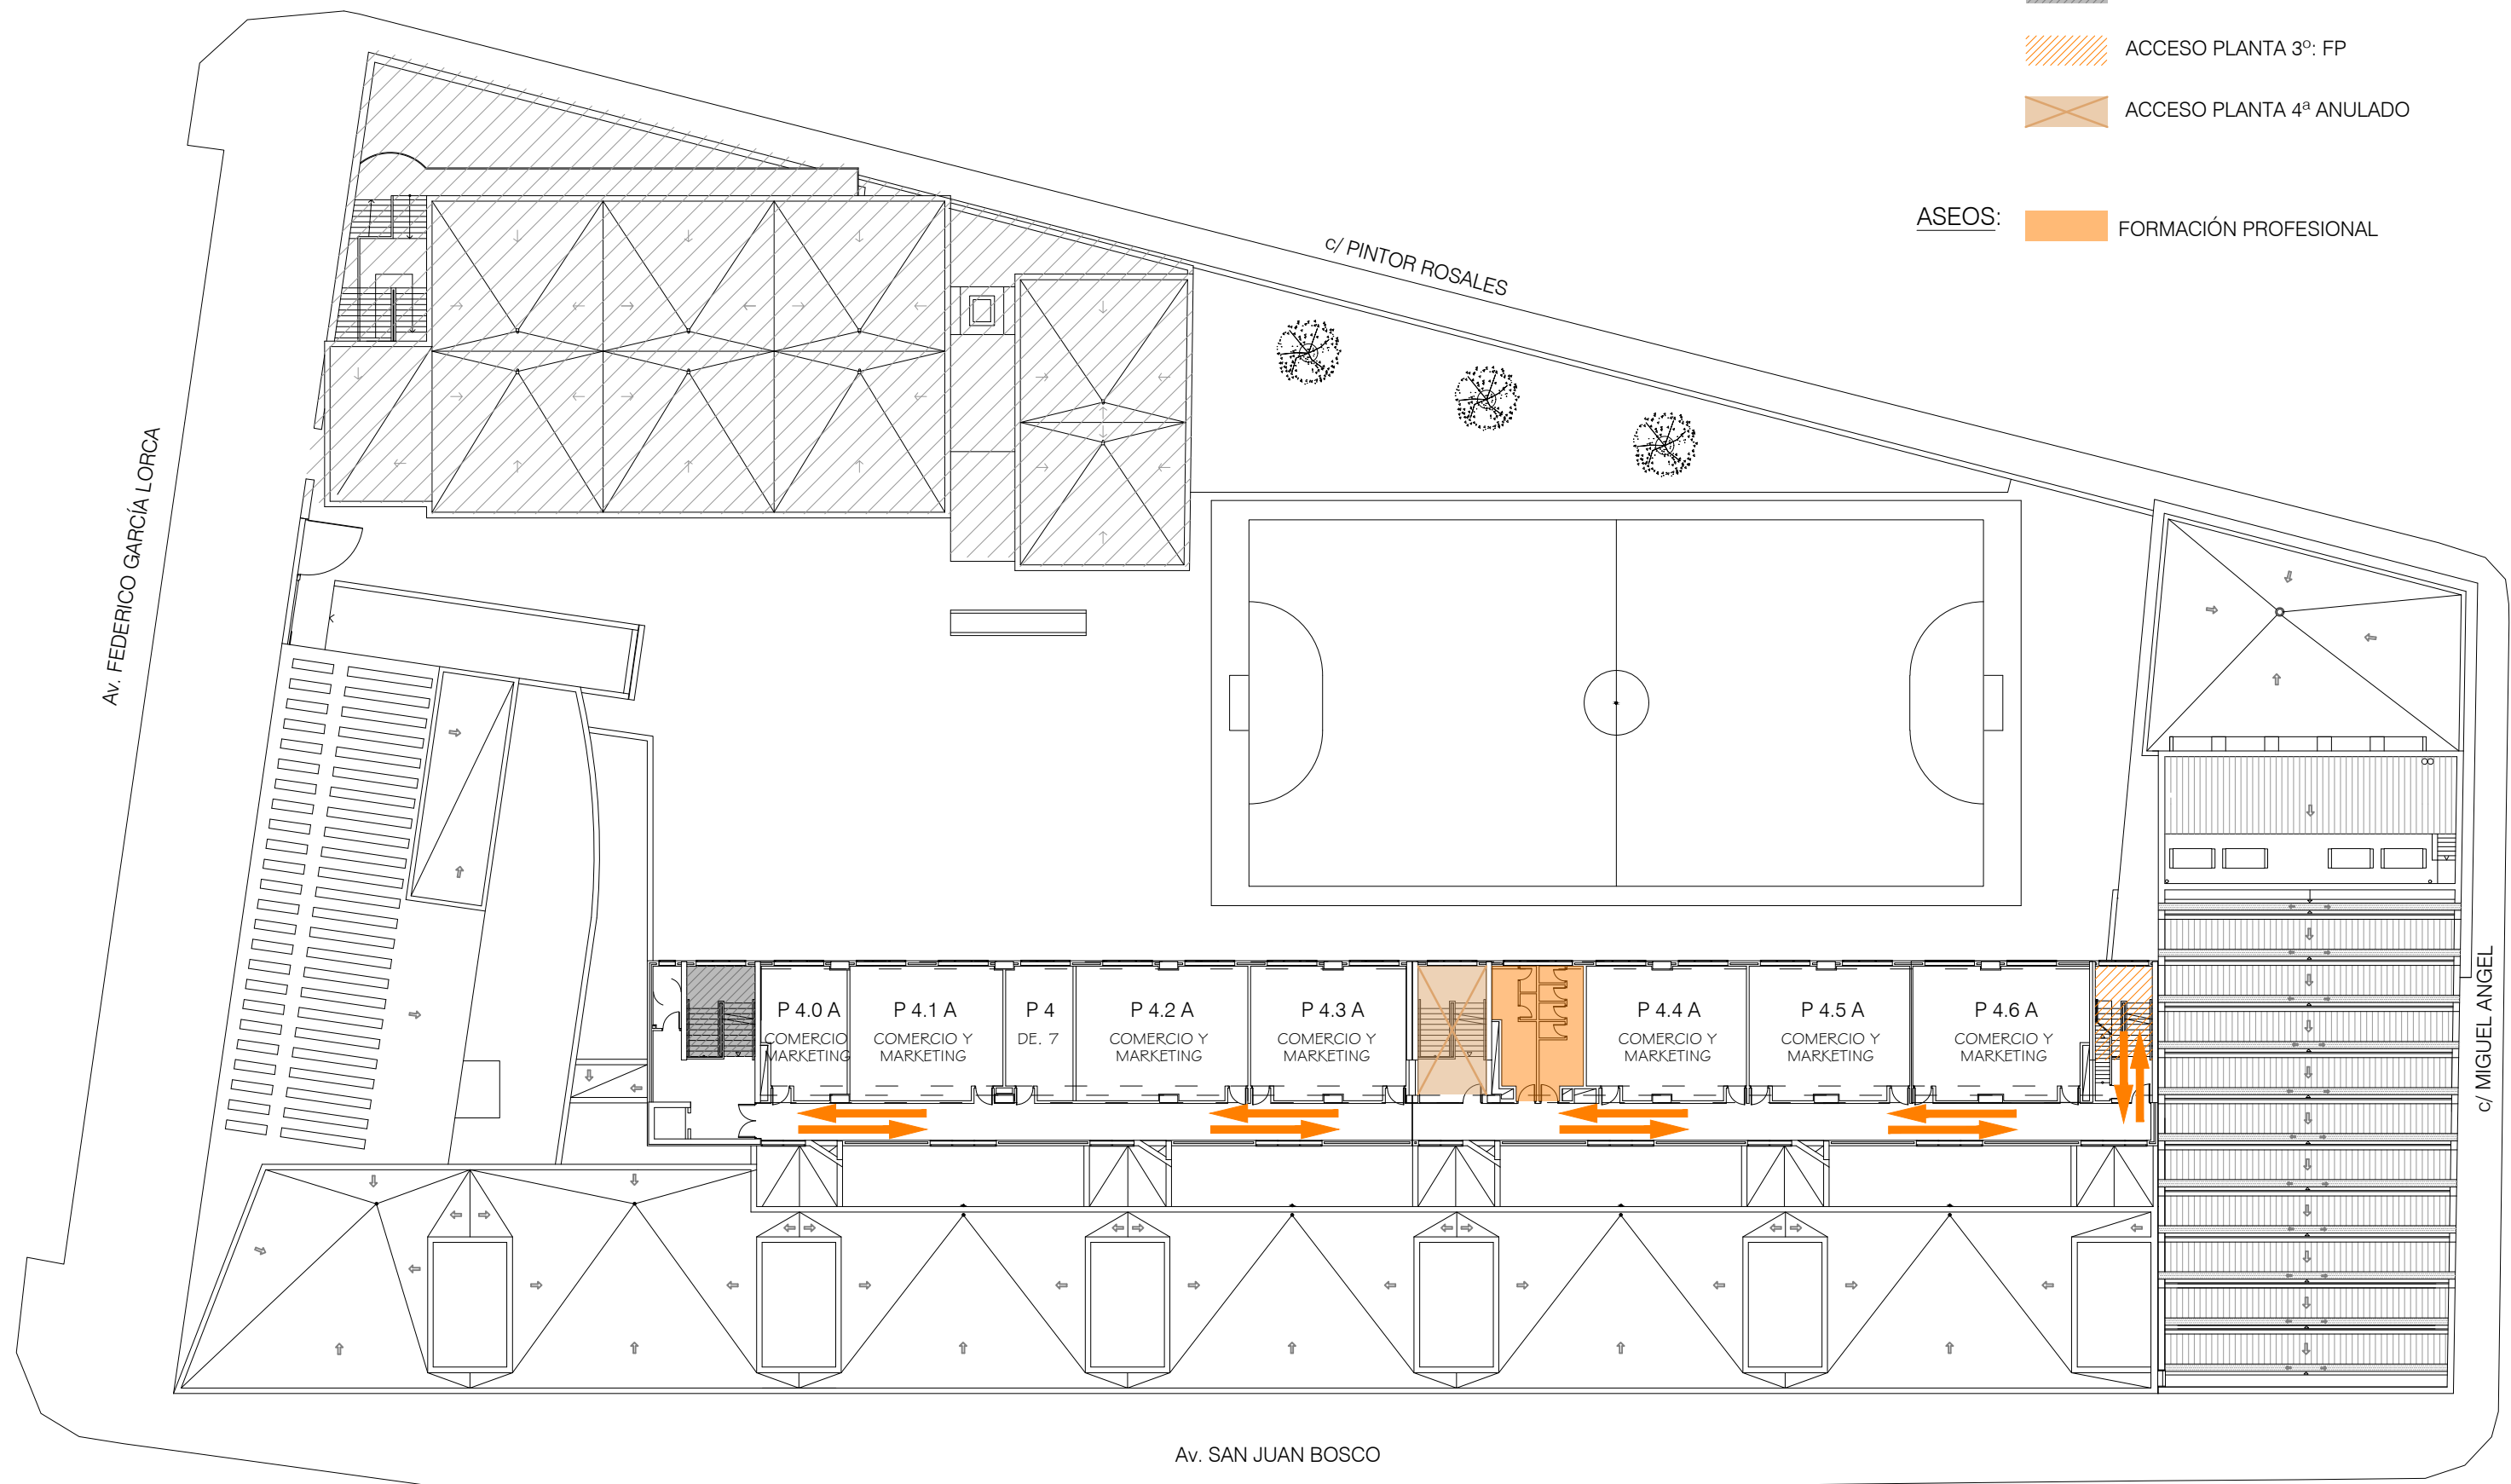 ACCESO PLANTA 3º: FP
ACCESO PLANTA 4ª ANULADO
ASEOS:
FORMACIÓN PROFESIONAL
c/ PINTOR ROSALES
Av. FEDERICO GARCÍA LORCA
P 4.0 A
COMERCIO
MARKETING
P 4.1 A
COMERCIO Y
MARKETING
P 4
DE. 7
P 4.2 A
COMERCIO Y
MARKETING
P 4.3 A
COMERCIO Y
MARKETING
P 4.4 A
COMERCIO Y
MARKETING
P 4.5 A
COMERCIO Y
MARKETING
P 4.6 A
COMERCIO Y
MARKETING
c/ MIGUEL ANGEL
Av. SAN JUAN BOSCO